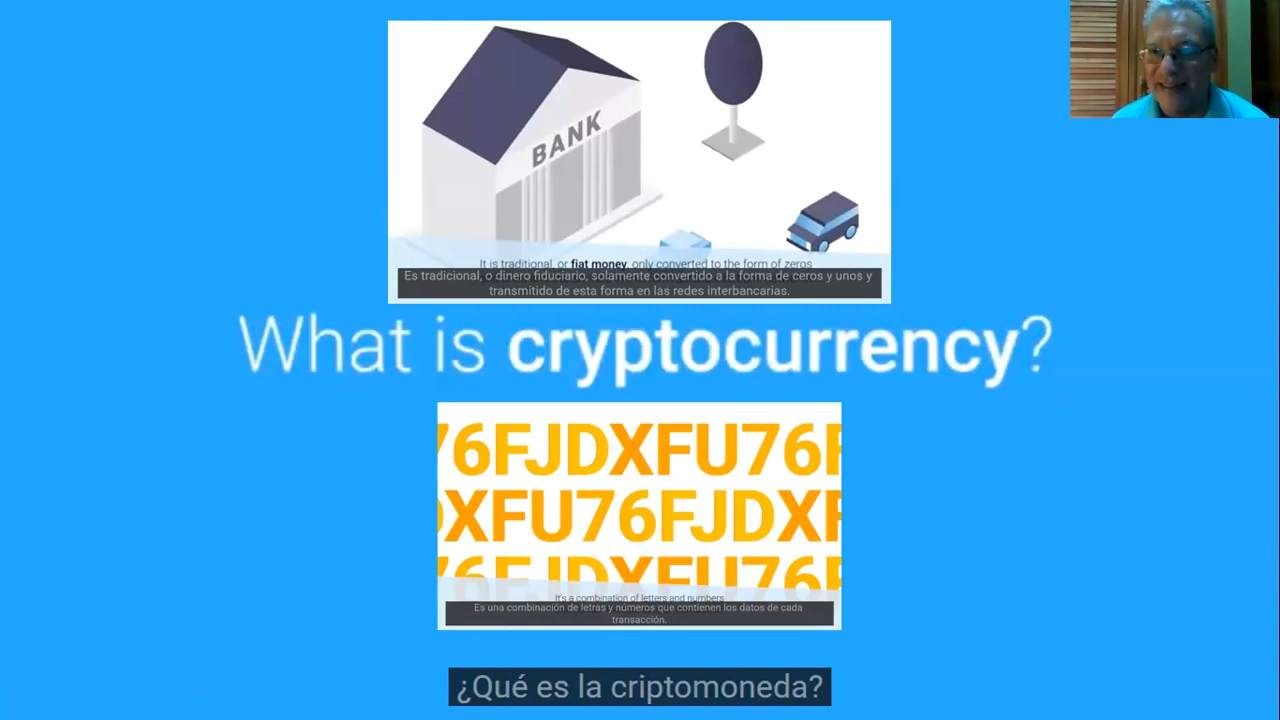 BANK
It is traditional, or fiat money, only converted to the form of zeros
Es tradicional, o dinero fiduciario, solamente convertido a la forma de ceros y unos y
transmitido de esta forma en las redes interbancarias.
What is cryptocurrency?
76FJDXFU76F
DXFU76FJDXF
76FJDXFU76F
It's a combination of letters and numbers
Es una combinación de letras y números que contienen los datos de cada
transacción.
¿Qué es la criptomoneda?